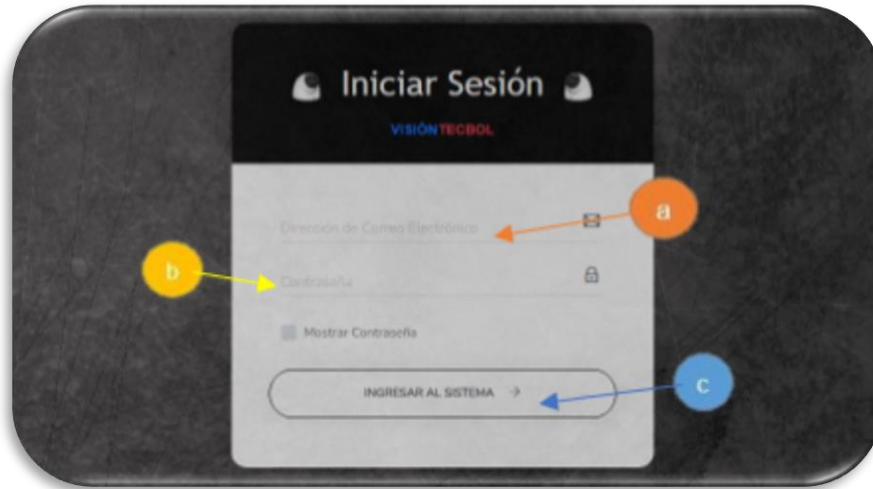 Iniciar Sesión
VISIÓNTECBOL
Dirección de Correo Electrónico
a
b
Contraseña
Mostrar Contraseña
INGRESAR AL SISTEMA
c